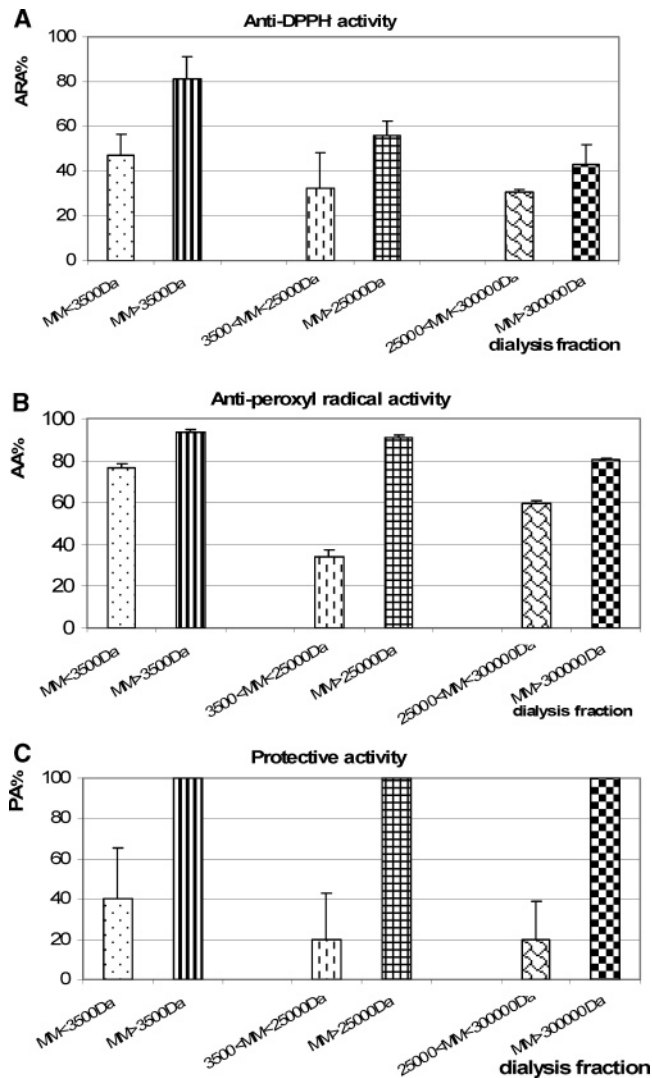 A
Anti-DPPH activity
ARA%
100
80
60
40
20
0
MM<3500Da
MM>3500Da
3500<MM<25000Da
MM>25000Da
25000<MM<300000Da
MM>300000Da
dialysis fraction
B
Anti-peroxyl radical activity
AA%
100
80
60
40
20
0
MM<3500Da
MM>3500Da
3500<MM<25000Da
MM>25000Da
25000<MM<300000Da
MM>300000Da
dialysis fraction
C
Protective activity
PA%
100
80
60
40
20
0
MM<3500Da
MM>3500Da
3500<MM<25000Da
MM>25000Da
25000<MM<300000Da
MM>300000Da
dialysis fraction